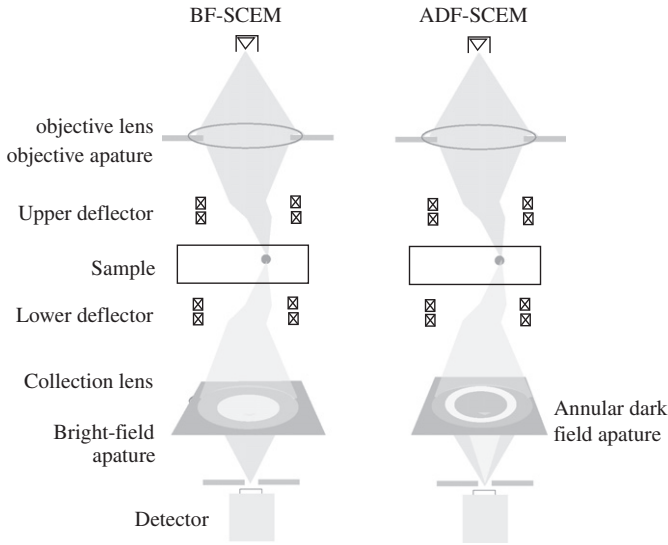 BF-SCEM
ADF-SCEM
objective lens
objective apature
Upper deflector
Sample
Lower deflector
Collection lens
Bright-field
apature
Annular dark
field apature
Detector